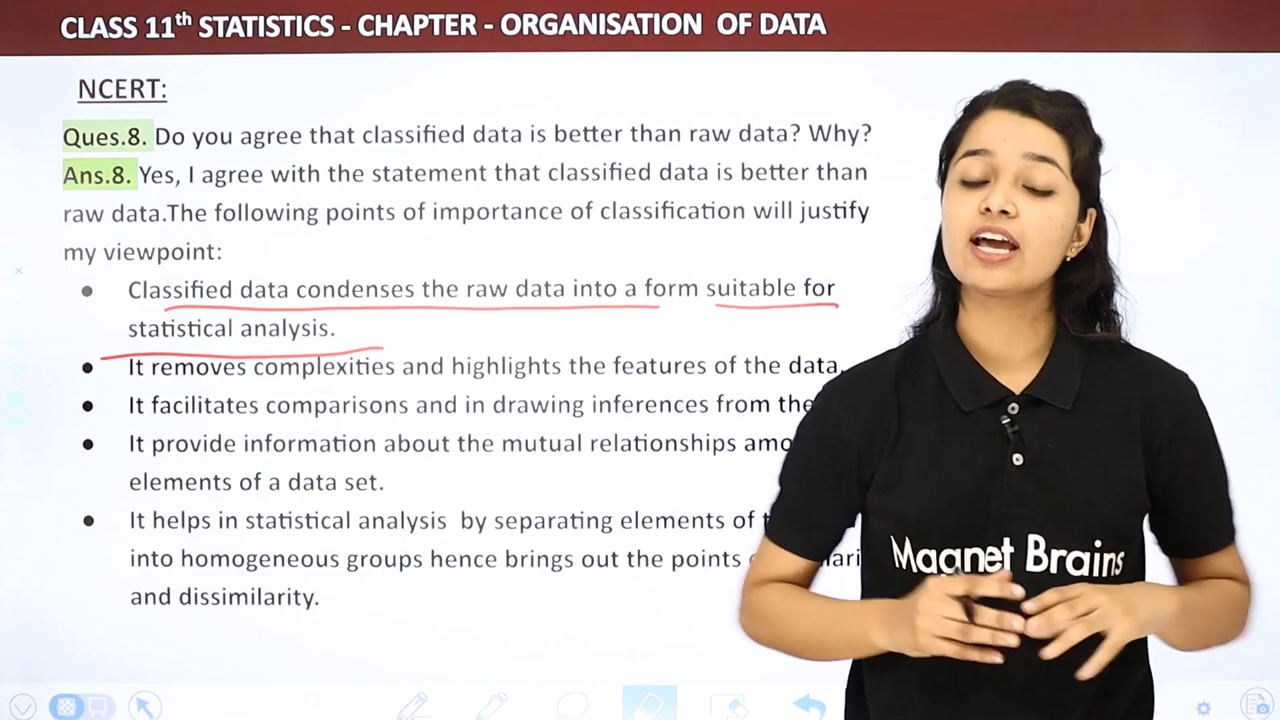 CLASS 11th STATISTICS - CHAPTER - ORGANISATION OF DATA
NCERT:
Ques.8. Do you agree that classified data is better than raw data? Why?
Ans.8. Yes, I agree with the statement that classified data is better than
raw data.The following points of importance of classification will justify
my viewpoint:
● Classified data condenses the raw data into a form suitable for
statistical analysis.
● It removes complexities and highlights the features of the data.
● It facilitates comparisons and in drawing inferences from the
● It provide information about the mutual relationships
elements of a data set.
● It helps in statistical analysis by separating elements of
into homogeneous groups hence brings out the points
and dissimilarity.
Magnet Brains